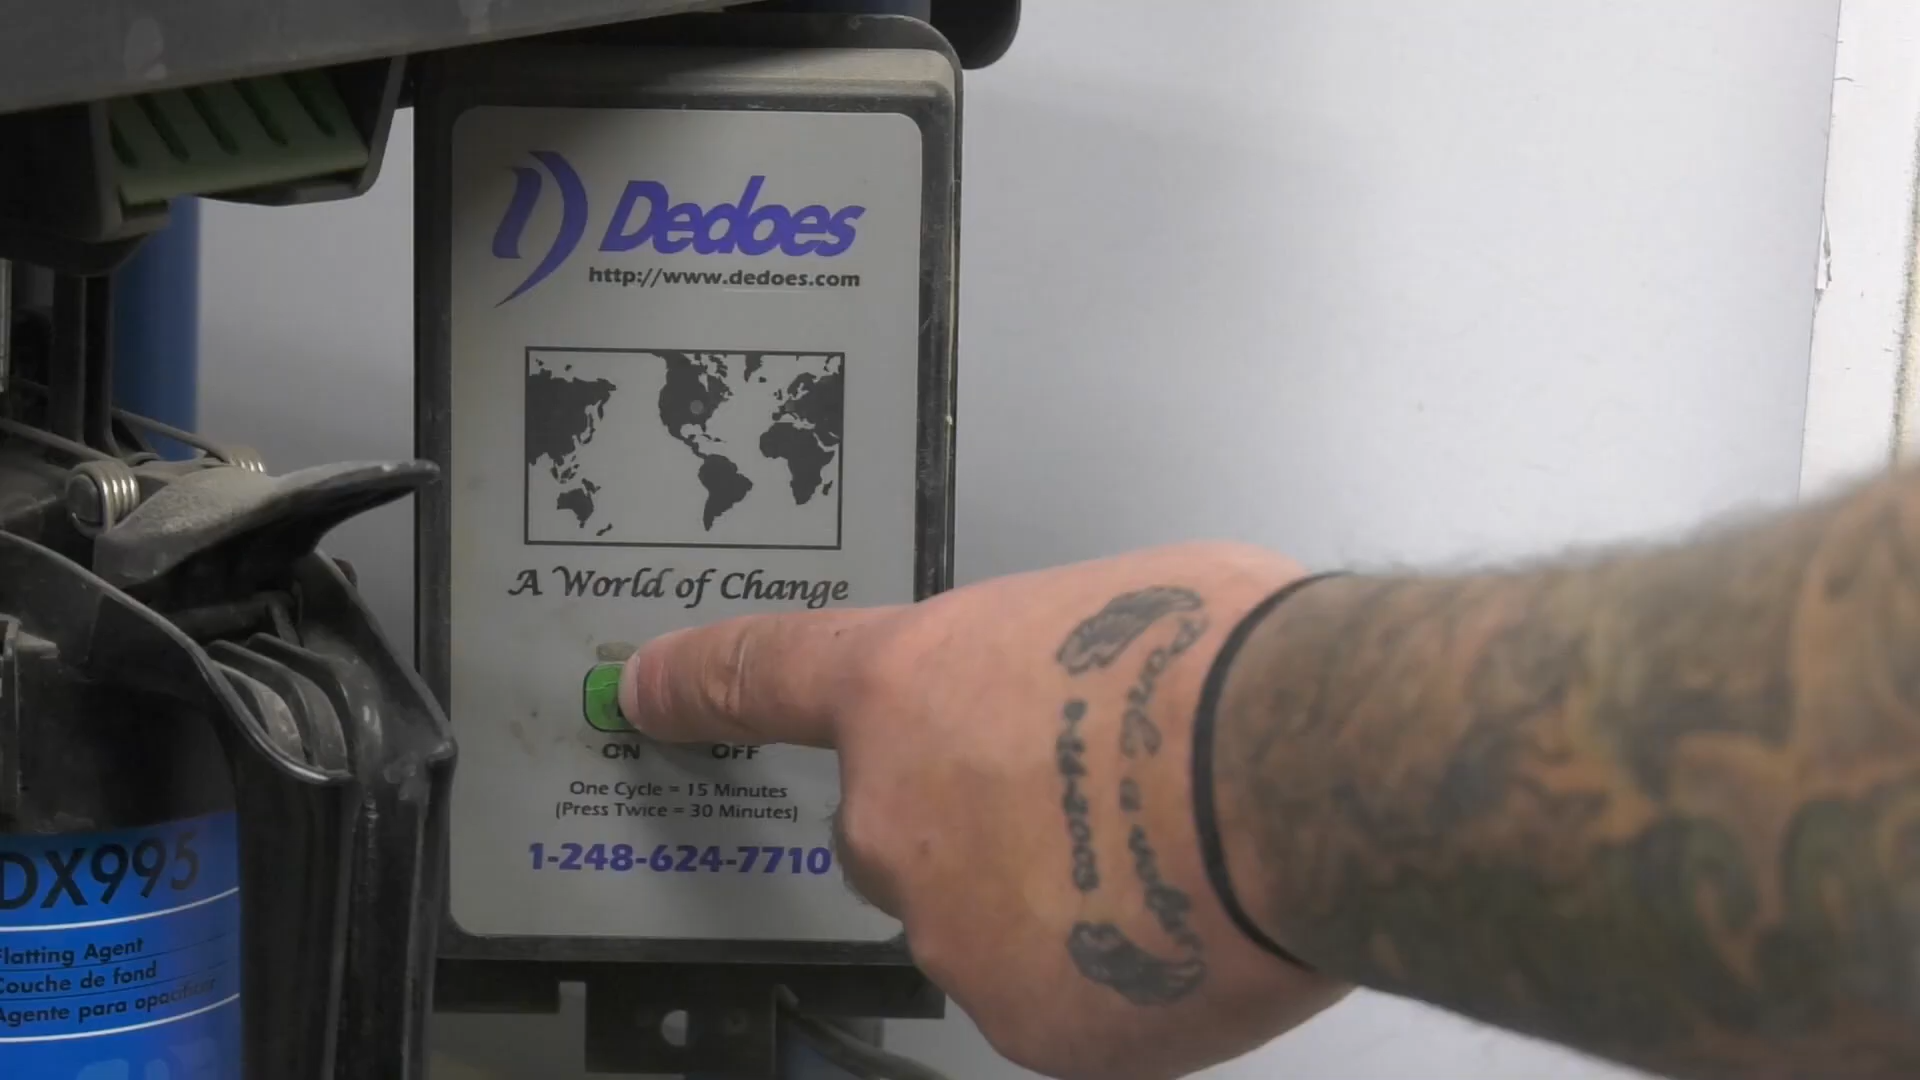 Dedoes
http://www.dedoes.com
A World of Change
ON OFF
One Cycle = 15 Minutes
(Press Twice = 30 Minutes)
1-248-624-7710
DX995
Flatting Agent
Couche de fond
Agente para opacificar